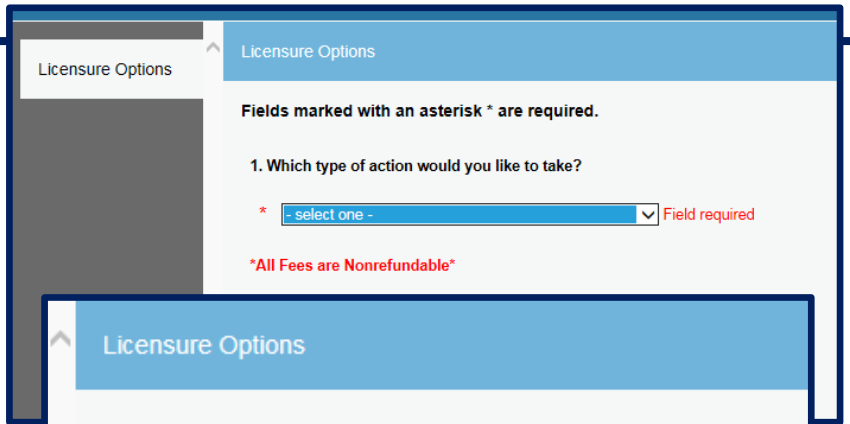 Licensure Options
Licensure Options
Fields marked with an asterisk * are required.
1. Which type of action would you like to take?
* - select one - Field required
*All Fees are Nonrefundable*
Licensure Options